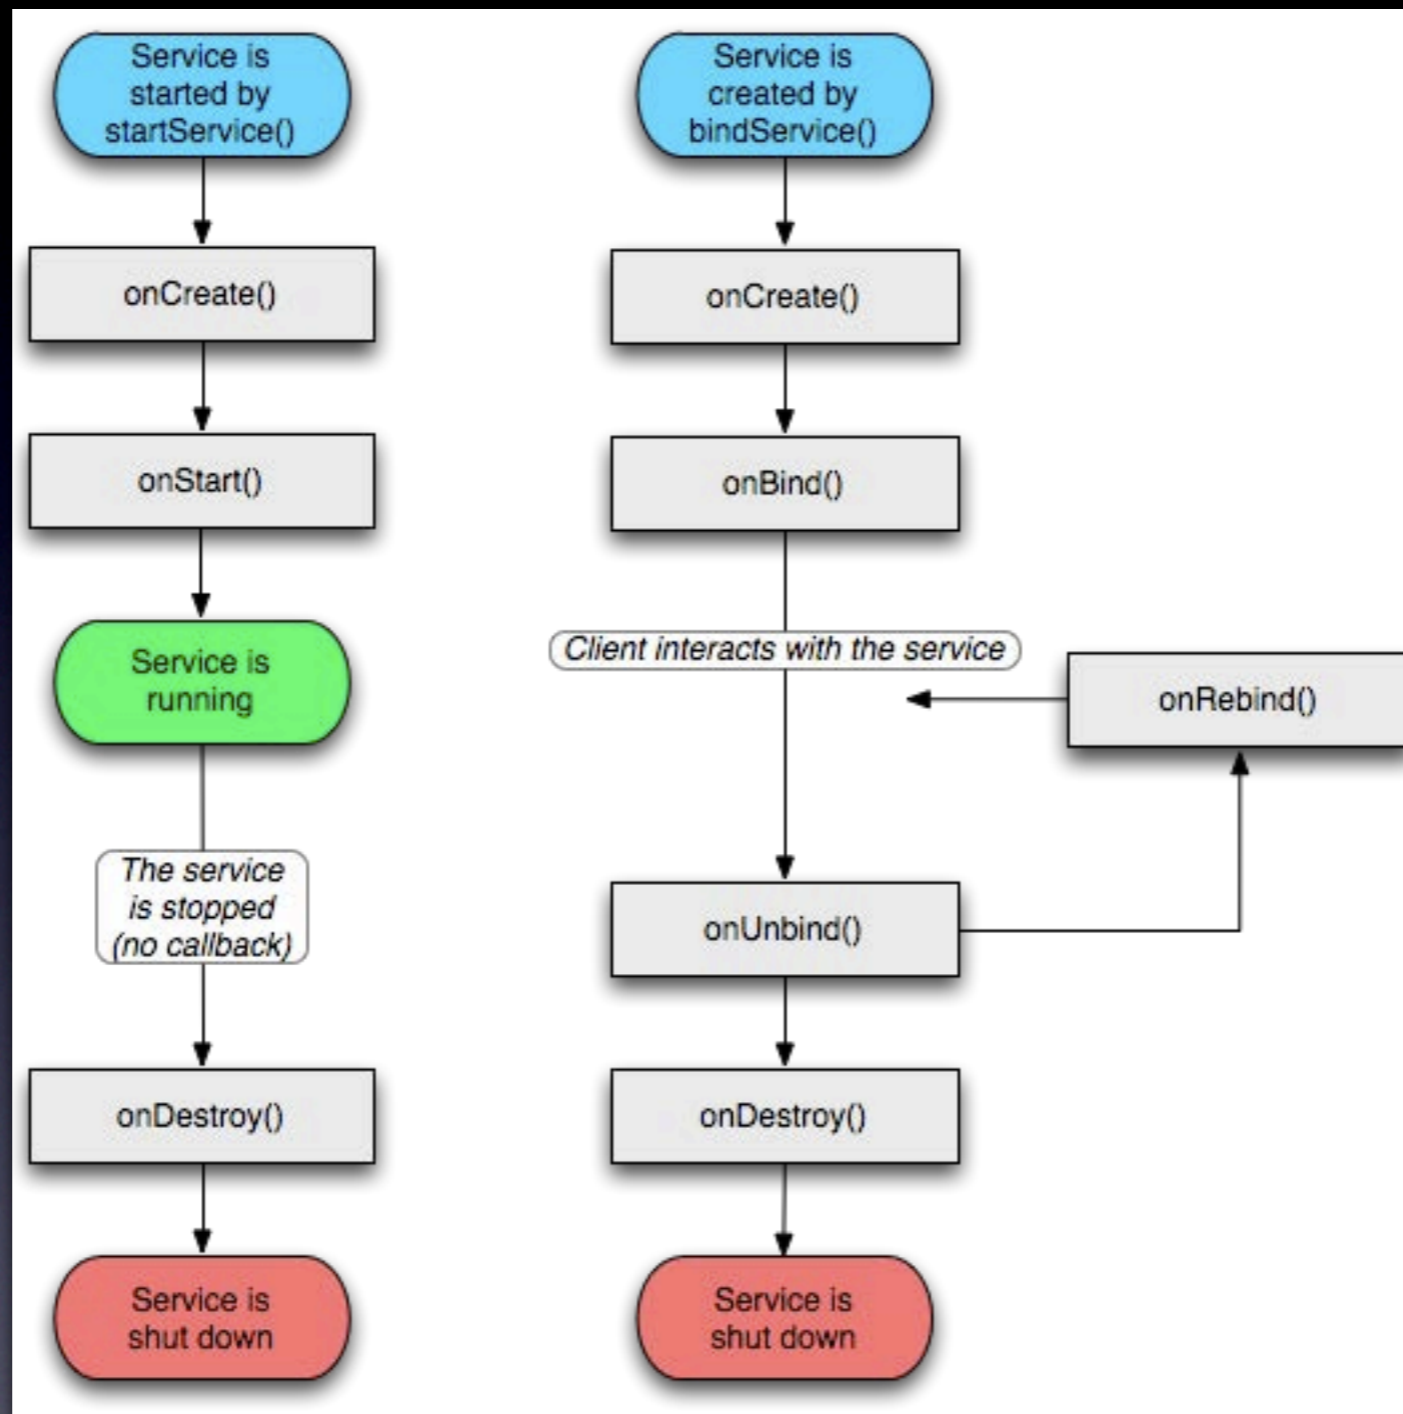 Service is
started by
startService()
onCreate()
onStart()
Service is
running
The service
is stopped
(no callback)
onDestroy()
Service is
shut down
Service is
created by
bindService()
onCreate()
onBind()
Client interacts with the service
onRebind()
onUnbind()
onDestroy()
Service is
shut down